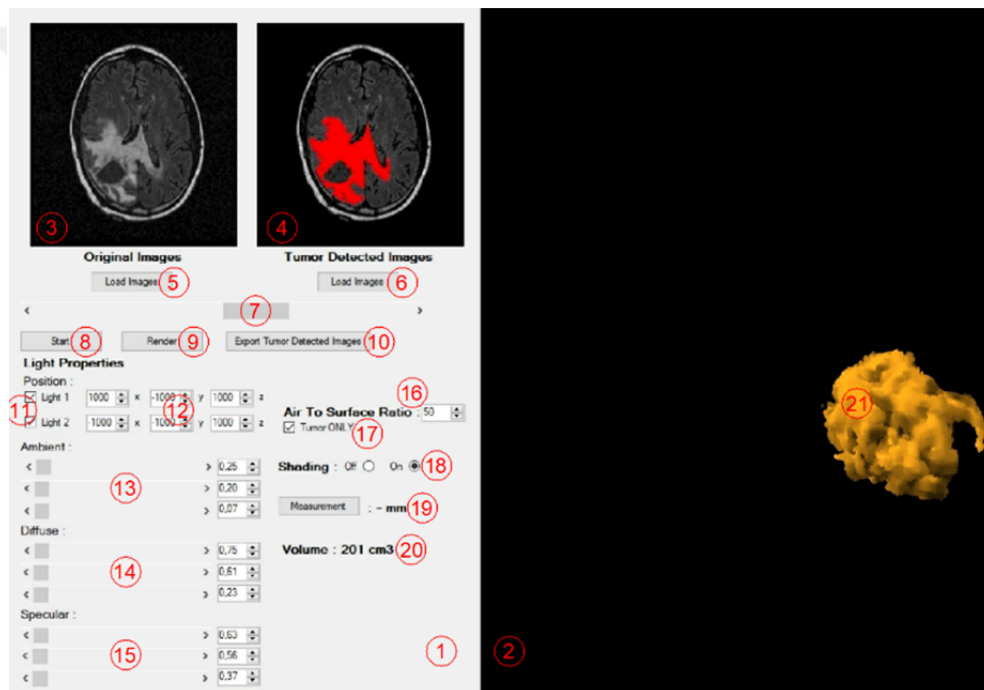 3
4
Original Images
Tumor Detected Images
Load Images 5
Load Images 6
< 7 >
Start 8
Render 9
Export Tumor Detected Images 10
Light Properties
Position :
11 Light 1 1000 x -1000 y 1000 z
12
Light 2 -1000 x -1000 y 1000 z
16
Air To Surface Ratio : 50
Tumor ONLY 17
Ambient :
< > 0,25
13
< > 0,20
< > 0,07
Shading : Off On 18
Measurement : - mm 19
Diffuse :
< > 0,75
14
< > 0,61
< > 0,23
Volume : 201 cm3 20
Specular :
< > 0,63
15
< > 0,56
< > 0,37
1
2
21